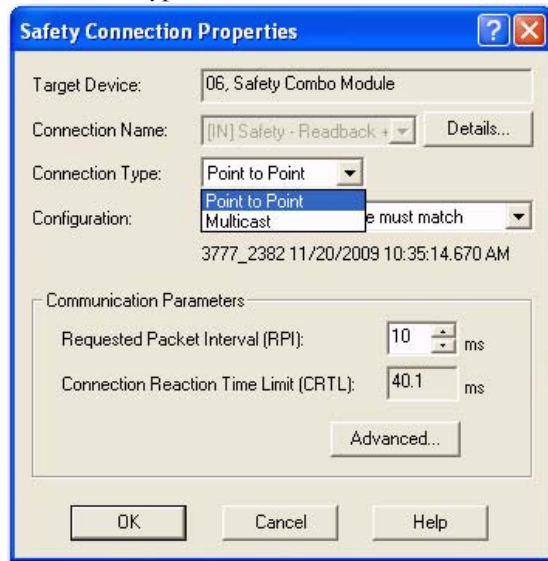 Safety Connection Properties
Target Device: 06, Safety Combo Module
Connection Name: [IN] Safety - Readback + Details...
Connection Type: Point to Point
Point to Point
Configuration: Multicast must match
3777_2382 11/20/2009 10:35:14.670 AM
Communication Parameters
Requested Packet Interval (RPI): 10 ms
Connection Reaction Time Limit (CRTL): 40.1 ms
Advanced...
OK Cancel Help